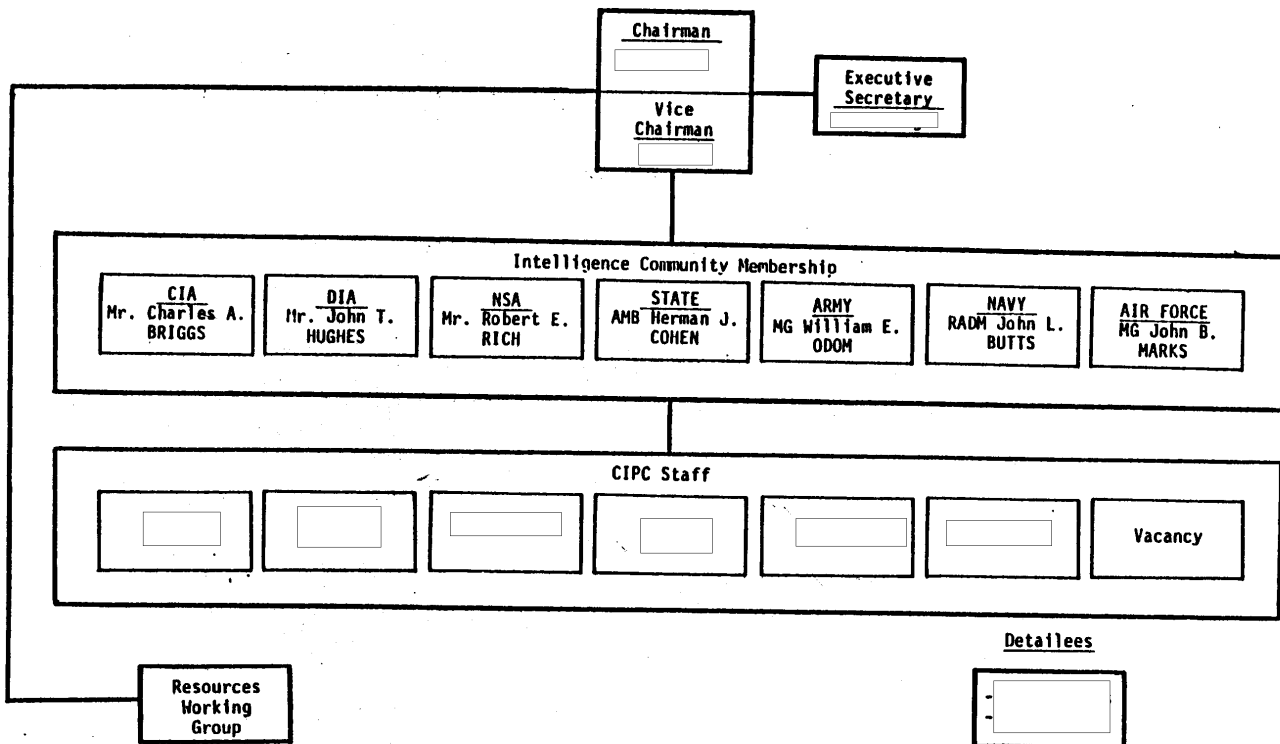 Chairman
Executive
Secretary
Vice
Chairman
Intelligence Community Membership
CIA
Mr. Charles A.
BRIGGS
DIA
Mr. John T.
HUGHES
NSA
Mr. Robert E.
RICH
STATE
AMB Herman J.
COHEN
ARMY
MG William E.
ODOM
NAVY
RADM John L.
BUTTS
AIR FORCE
MG John B.
MARKS
CIPC Staff
Vacancy
Detailees
-
-
Resources
Working
Group